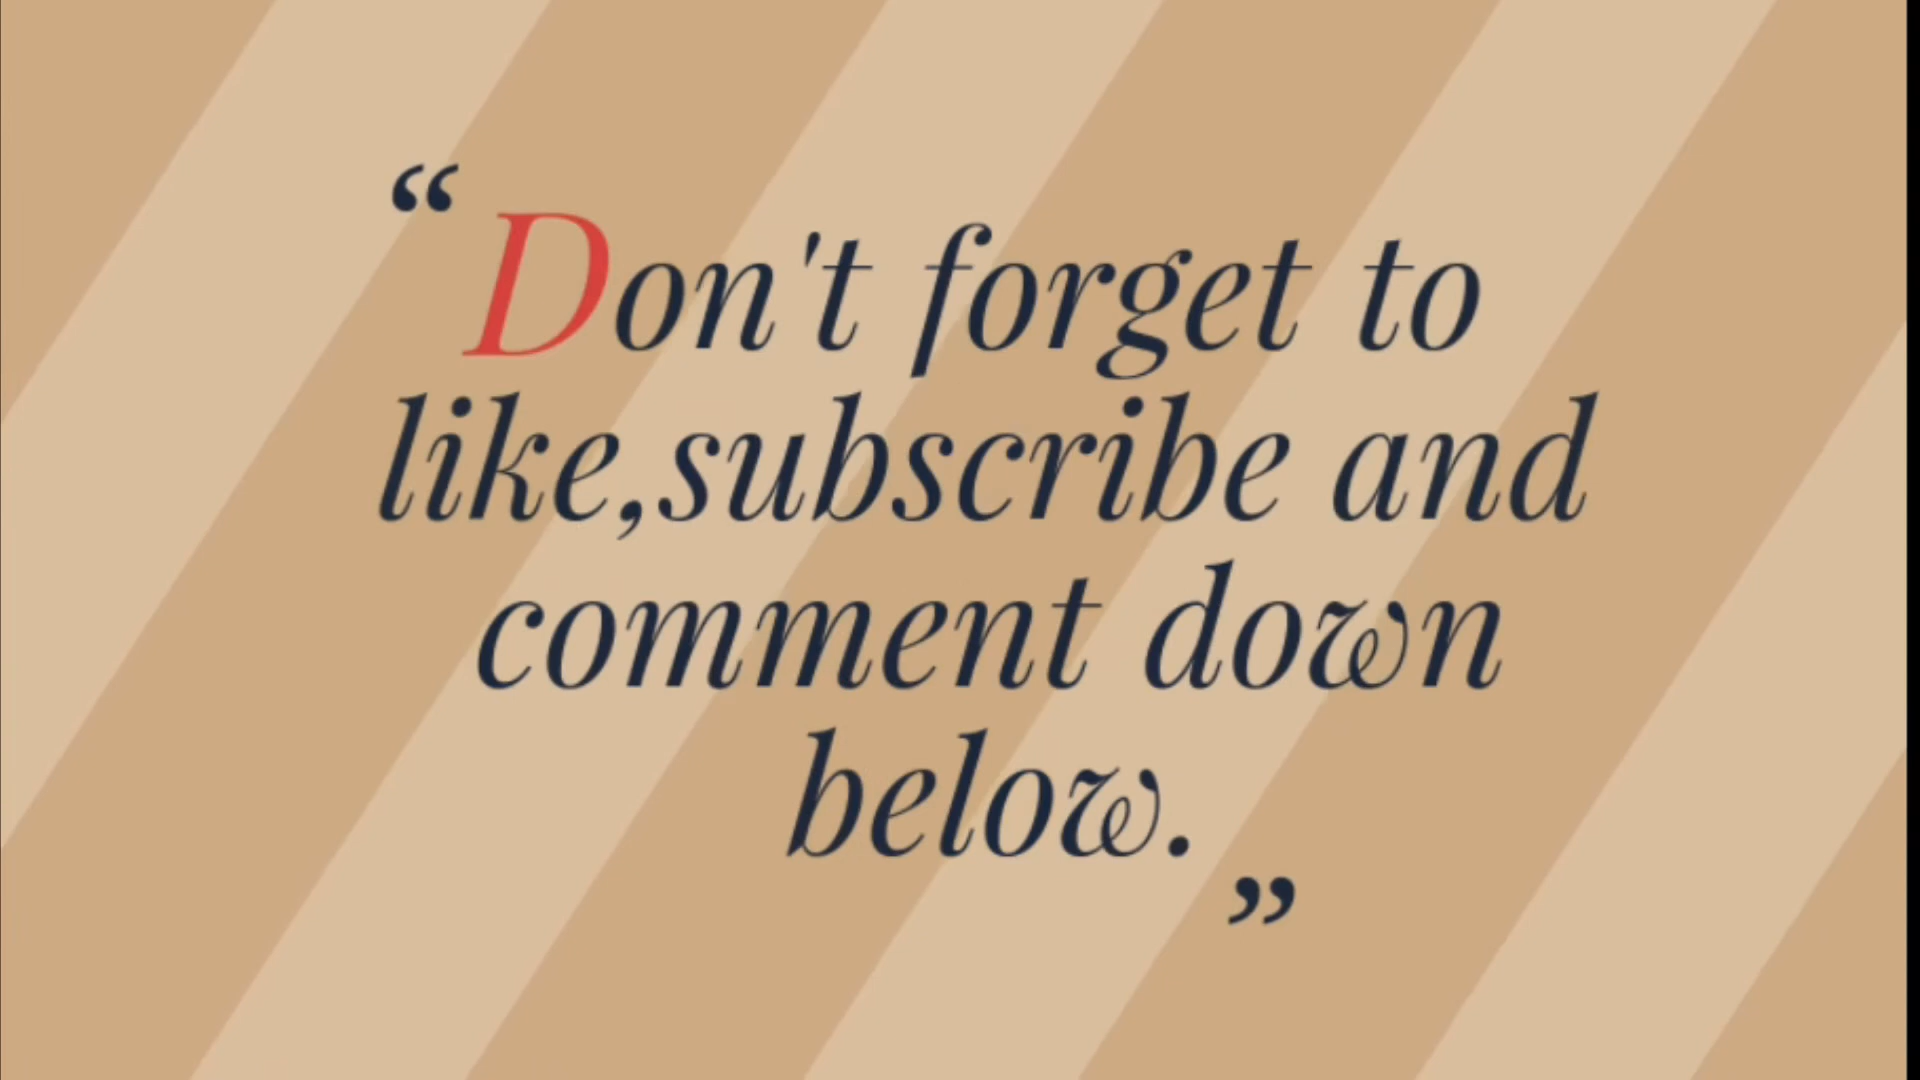 “Don't forget to
like,subscribe and
comment down
below.”